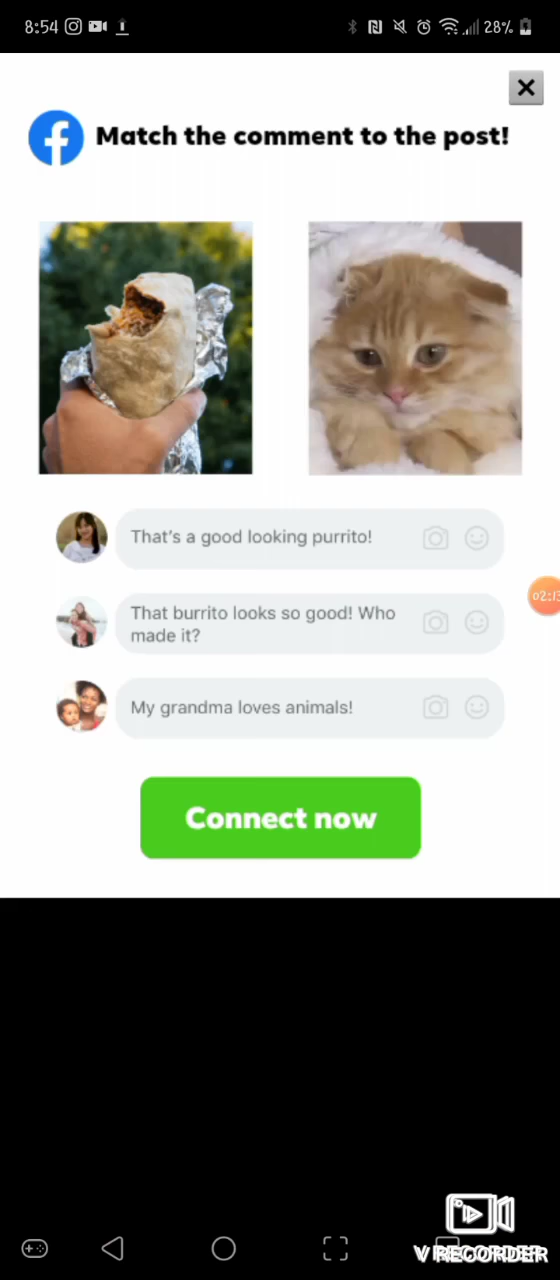 8:54
28%
Match the comment to the post!
That's a good looking purrito!
That burrito looks so good! Who
made it?
My grandma loves animals!
Connect now
V RECORDER